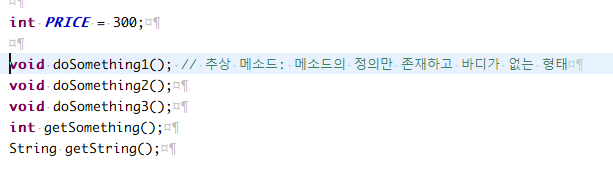 int PRICE = 300;
void doSomething1(); // 추상 메소드: 메소드의 정의만 존재하고 바디가 없는 형태
void doSomething2();
void doSomething3();
int getSomething();
String getString();